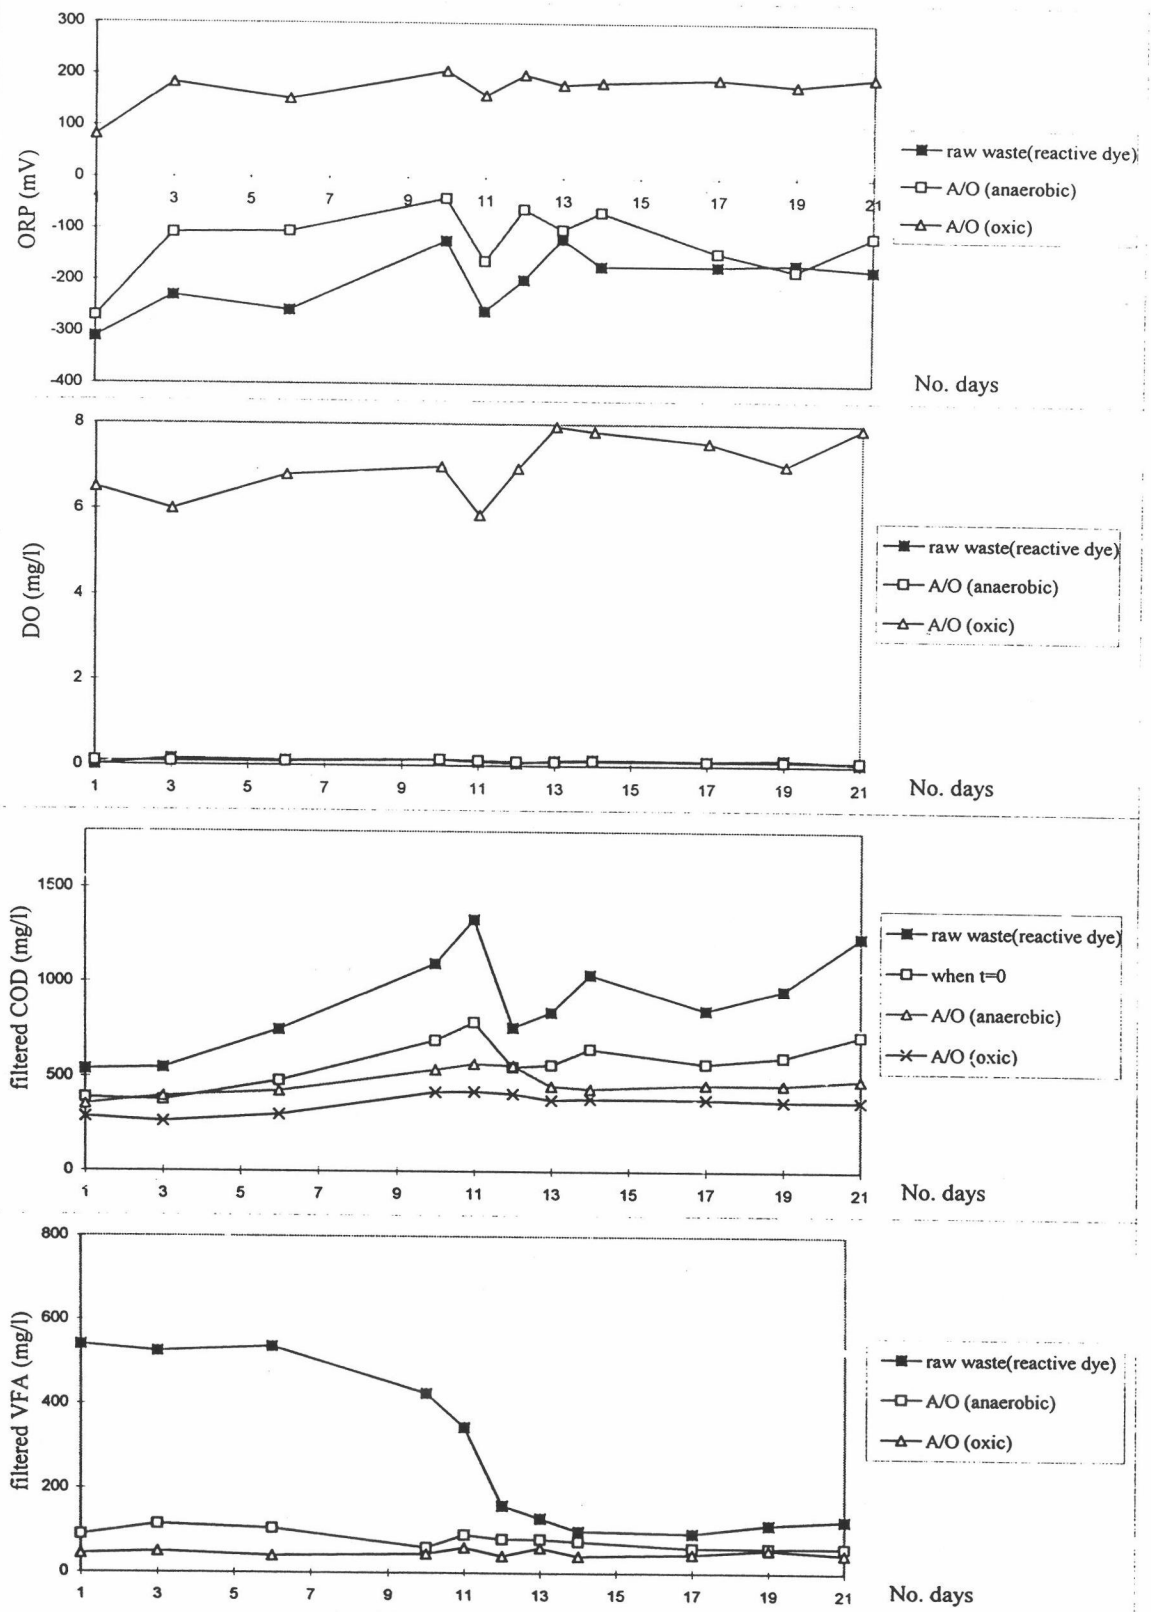 300
200
100
0
-100
-200
-300
-400
ORP (mV)
1 3 5 7 9 11 13 15 17 19 21
No. days
raw waste(reactive dye)
A/O (anaerobic)
A/O (oxic)
8
6
4
2
0
DO (mg/l)
1 3 5 7 9 11 13 15 17 19 21
No. days
raw waste(reactive dye)
A/O (anaerobic)
A/O (oxic)
1500
1000
500
0
filtered COD (mg/l)
1 3 5 7 9 11 13 15 17 19 21
No. days
raw waste(reactive dye)
when t=0
A/O (anaerobic)
A/O (oxic)
800
600
400
200
0
filtered VFA (mg/l)
1 3 5 7 9 11 13 15 17 19 21
No. days
raw waste(reactive dye)
A/O (anaerobic)
A/O (oxic)